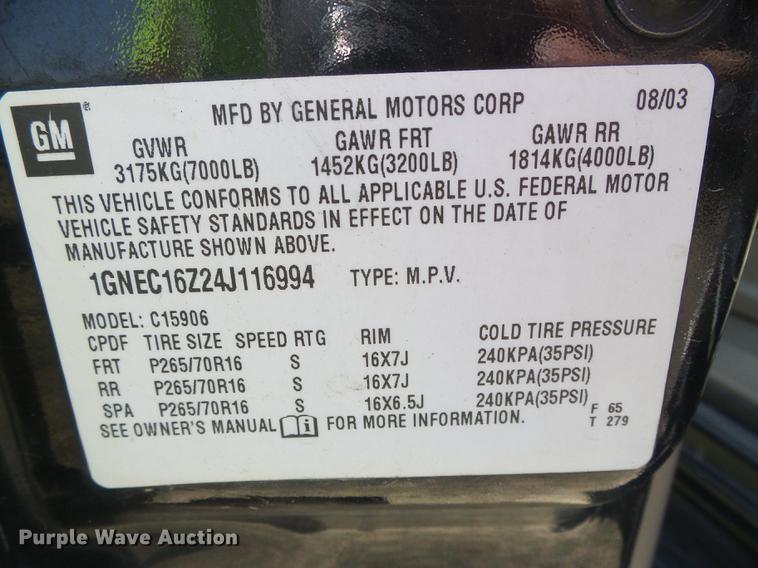 GM ®
MFD BY GENERAL MOTORS CORP 08/03
GVWR GAWR FRT GAWR RR
3175KG(7000LB) 1452KG(3200LB) 1814KG(4000LB)
THIS VEHICLE CONFORMS TO ALL APPLICABLE U.S. FEDERAL MOTOR
VEHICLE SAFETY STANDARDS IN EFFECT ON THE DATE OF
MANUFACTURE SHOWN ABOVE.
1GNEC16Z24J116994 TYPE: M.P.V.
MODEL: C15906
CPDF TIRE SIZE SPEED RTG RIM COLD TIRE PRESSURE
FRT P265/70R16 S 16X7J 240KPA(35PSI)
RR P265/70R16 S 16X7J 240KPA(35PSI)
SPA P265/70R16 S 16X6.5J 240KPA(35PSI)
F 65
SEE OWNER'S MANUAL i FOR MORE INFORMATION. T 279
Purple Wave Auction